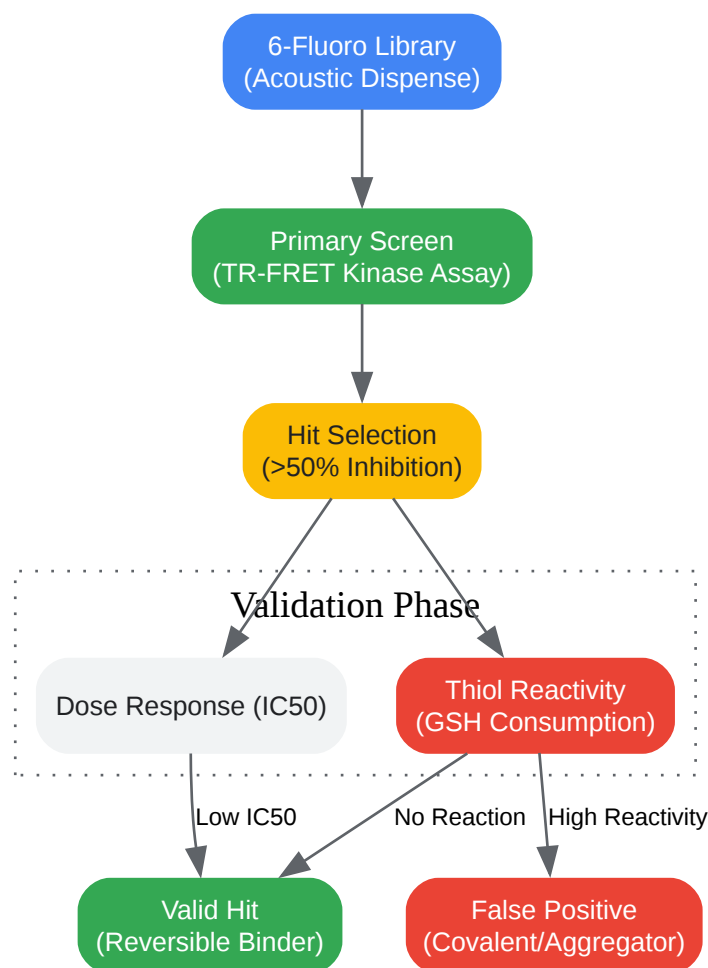 6-Fluoro Library
(Acoustic Dispense)
Primary Screen
(TR-FRET Kinase Assay)
Hit Selection
(>50% Inhibition)
Validation Phase
Dose Response (IC50)
Thiol Reactivity
(GSH Consumption)
Low IC50
No Reaction
High Reactivity
Valid Hit
(Reversible Binder)
False Positive
(Covalent/Aggregator)